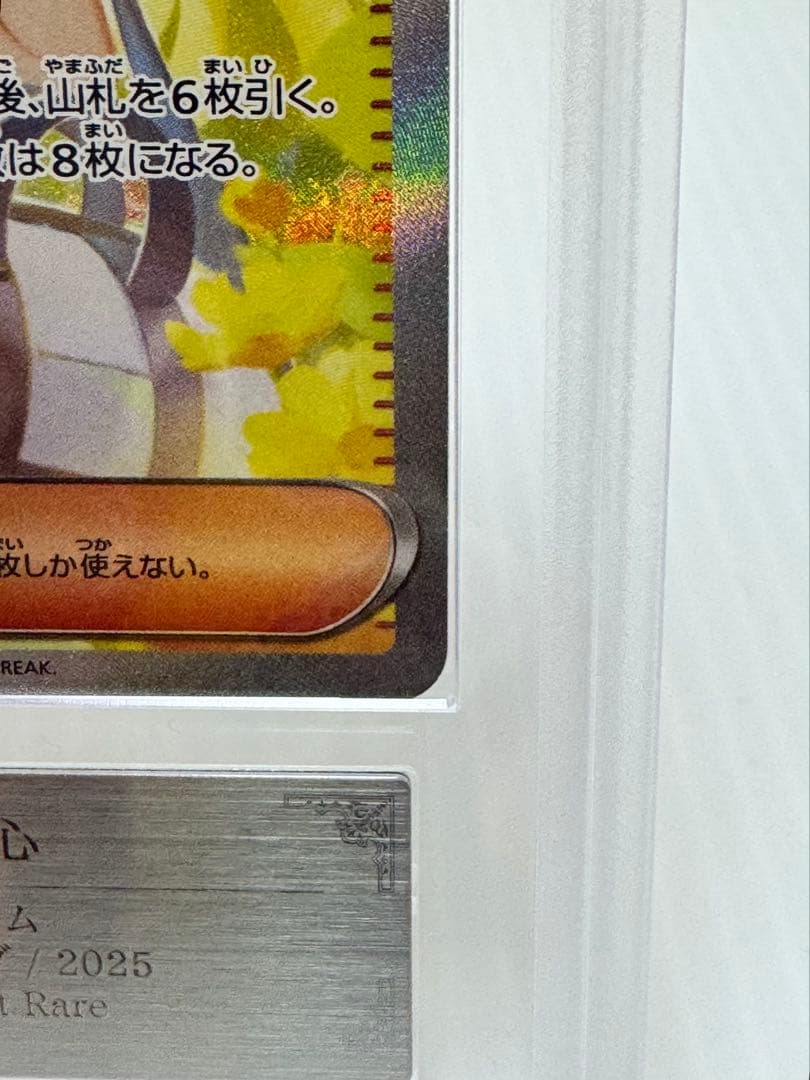 後、山札を6枚引く。
は8枚になる。
枚しか使えない。
REAK.
心
ム
/ 2025
t Rare